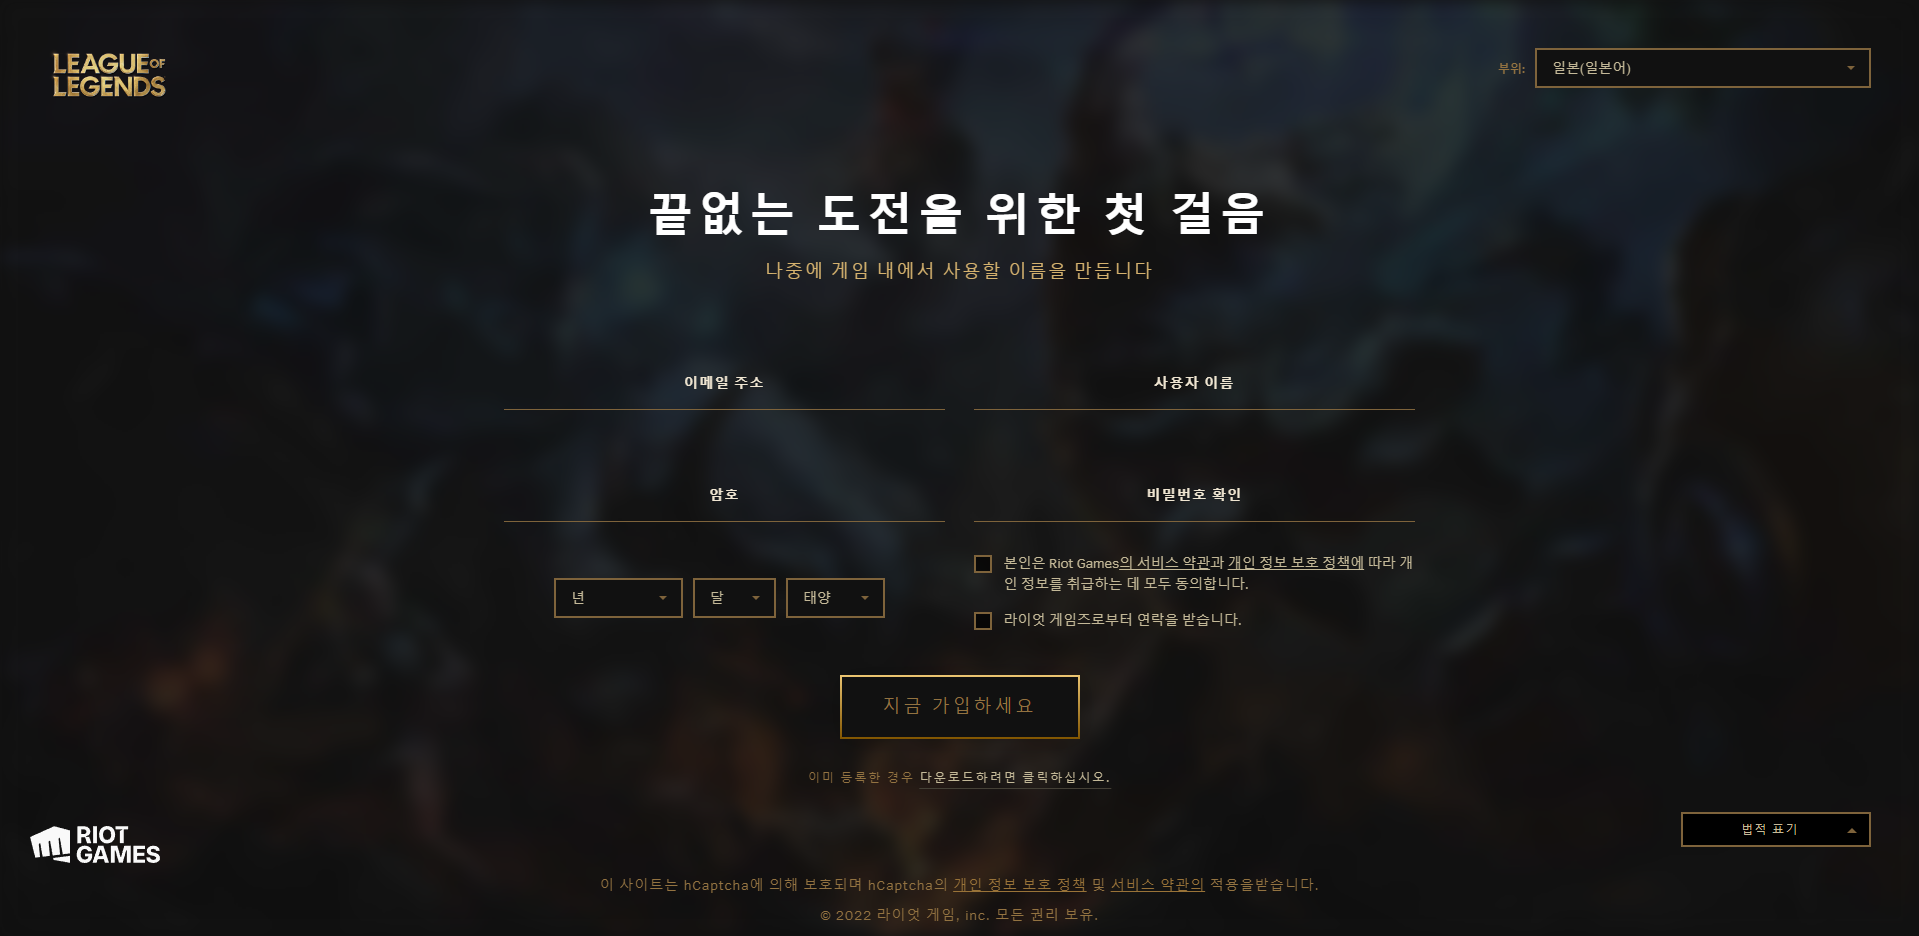 LEAGUE OF
LEGENDS
부위:
일본(일본어)
끝없는 도전을 위한 첫 걸음
나중에 게임 내에서 사용할 이름을 만듭니다
이메일 주소
사용자 이름
암호
비밀번호 확인
년
달
태양
본인은 Riot Games의 서비스 약관과 개인 정보 보호 정책에 따라 개
인 정보를 취급하는 데 모두 동의합니다.
라이엇 게임즈로부터 연락을 받습니다.
지금 가입하세요
이미 등록한 경우 다운로드하려면 클릭하십시오.
RIOT
GAMES
법적 표기
이 사이트는 hCaptcha에 의해 보호되며 hCaptcha의 개인 정보 보호 정책 및 서비스 약관의 적용을받습니다.
© 2022 라이엇 게임, inc. 모든 권리 보유.